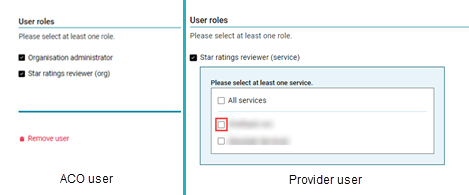 User roles
Please select at least one role.
Organisation administrator
Star ratings reviewer (org)
Remove user
ACO user
User roles
Please select at least one role.
Star ratings reviewer (service)
Please select at least one service.
All services
Provider user